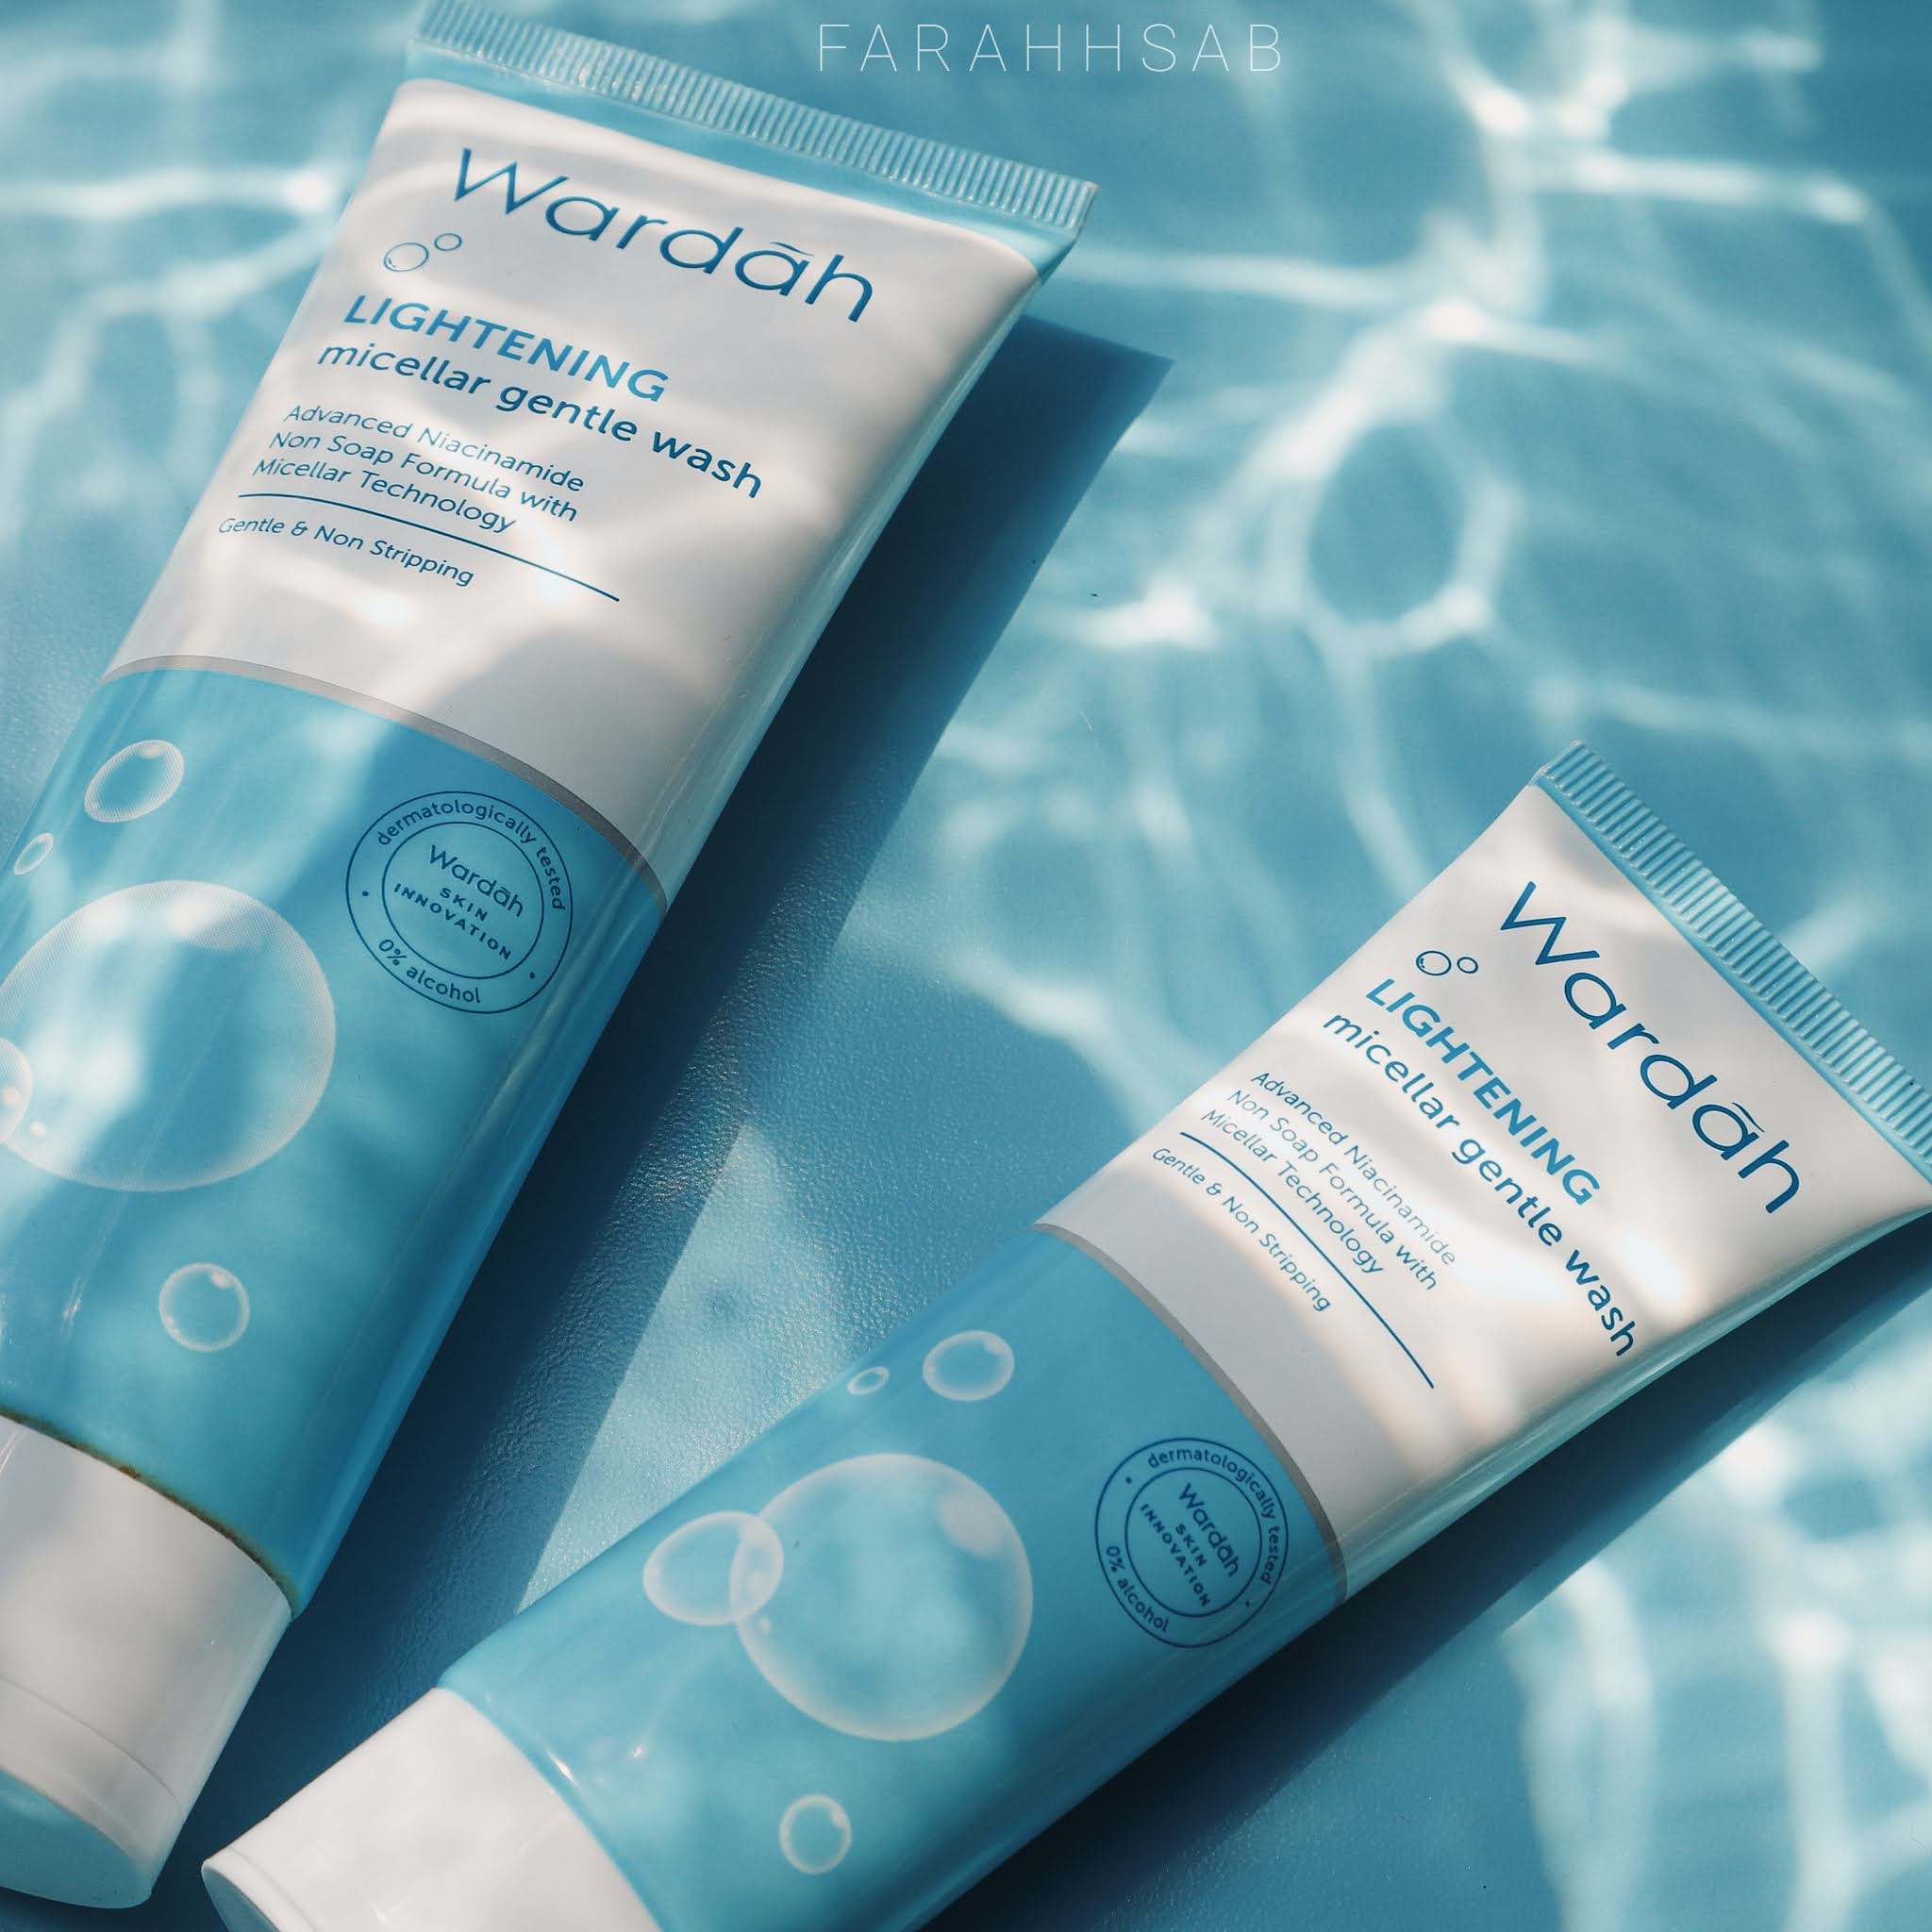 FARAHHSAB
Wardāh
LIGHTENING
micellar gentle wash
Advanced Niacinamide
Non Soap Formula with
Micellar Technology
Gentle & Non Stripping
dermatologically tested
Wardāh
SKIN
INNOVATION
0% alcohol
Wardāh
LIGHTENING
micellar gentle wash
Advanced Niacinamide
Non Soap Formula with
Micellar Technology
Gentle & Non Stripping
dermatologically tested
Wardāh
SKIN
INNOVATION
0% alcohol